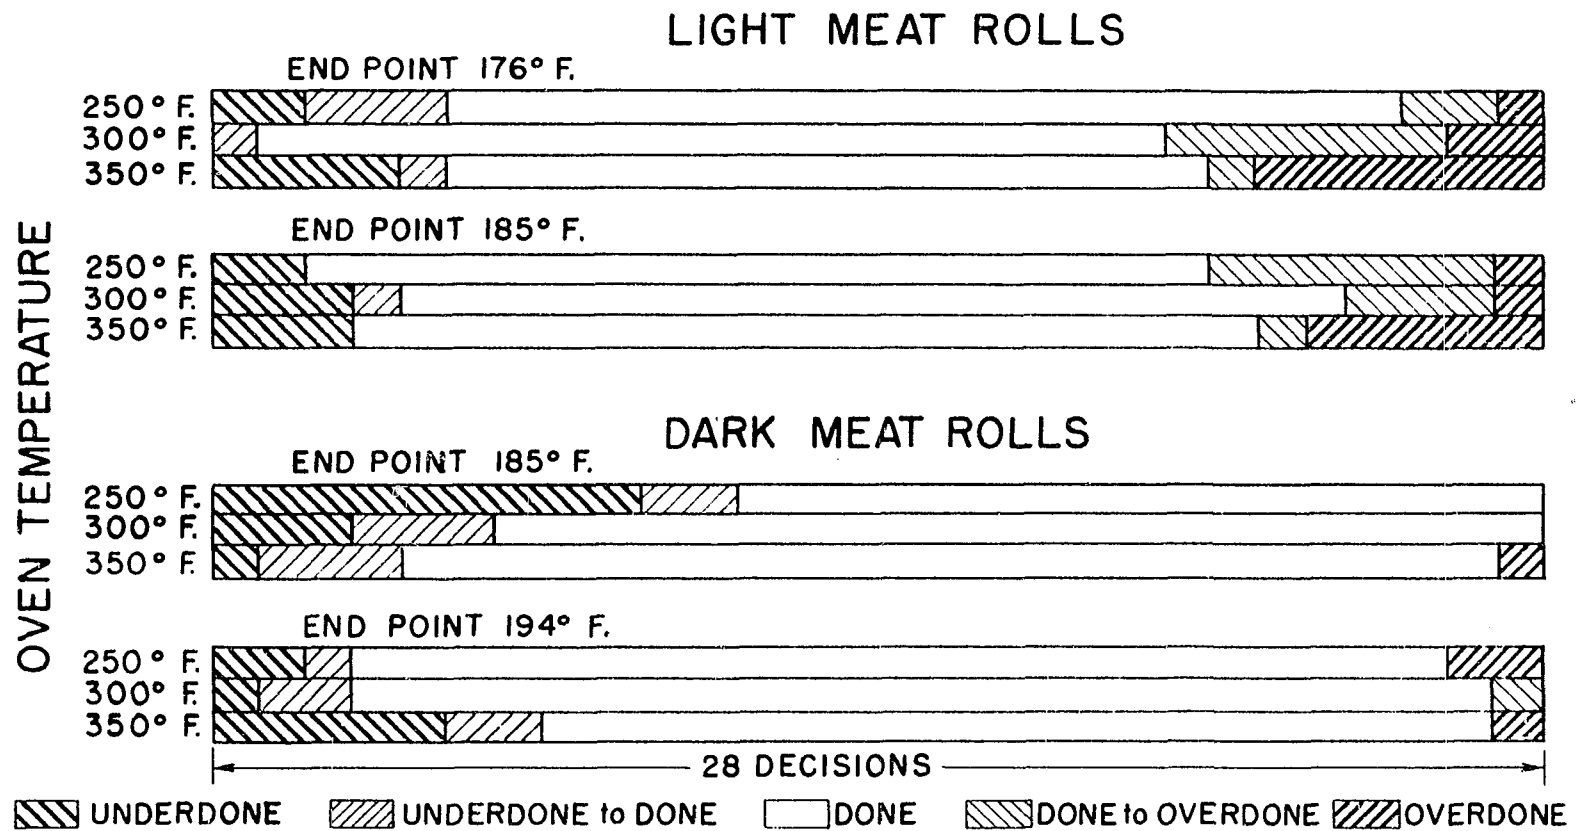 LIGHT MEAT ROLLS
END POINT 176° F.
250° F.
300° F.
350° F.
END POINT 185° F.
250° F.
300° F.
350° F.
OVEN TEMPERATURE
DARK MEAT ROLLS
END POINT 185° F.
250° F.
300° F.
350° F.
END POINT 194° F.
250° F.
300° F.
350° F.
28 DECISIONS
UNDERDONE UNDERDONE to DONE DONE DONE to OVERDONE OVERDONE